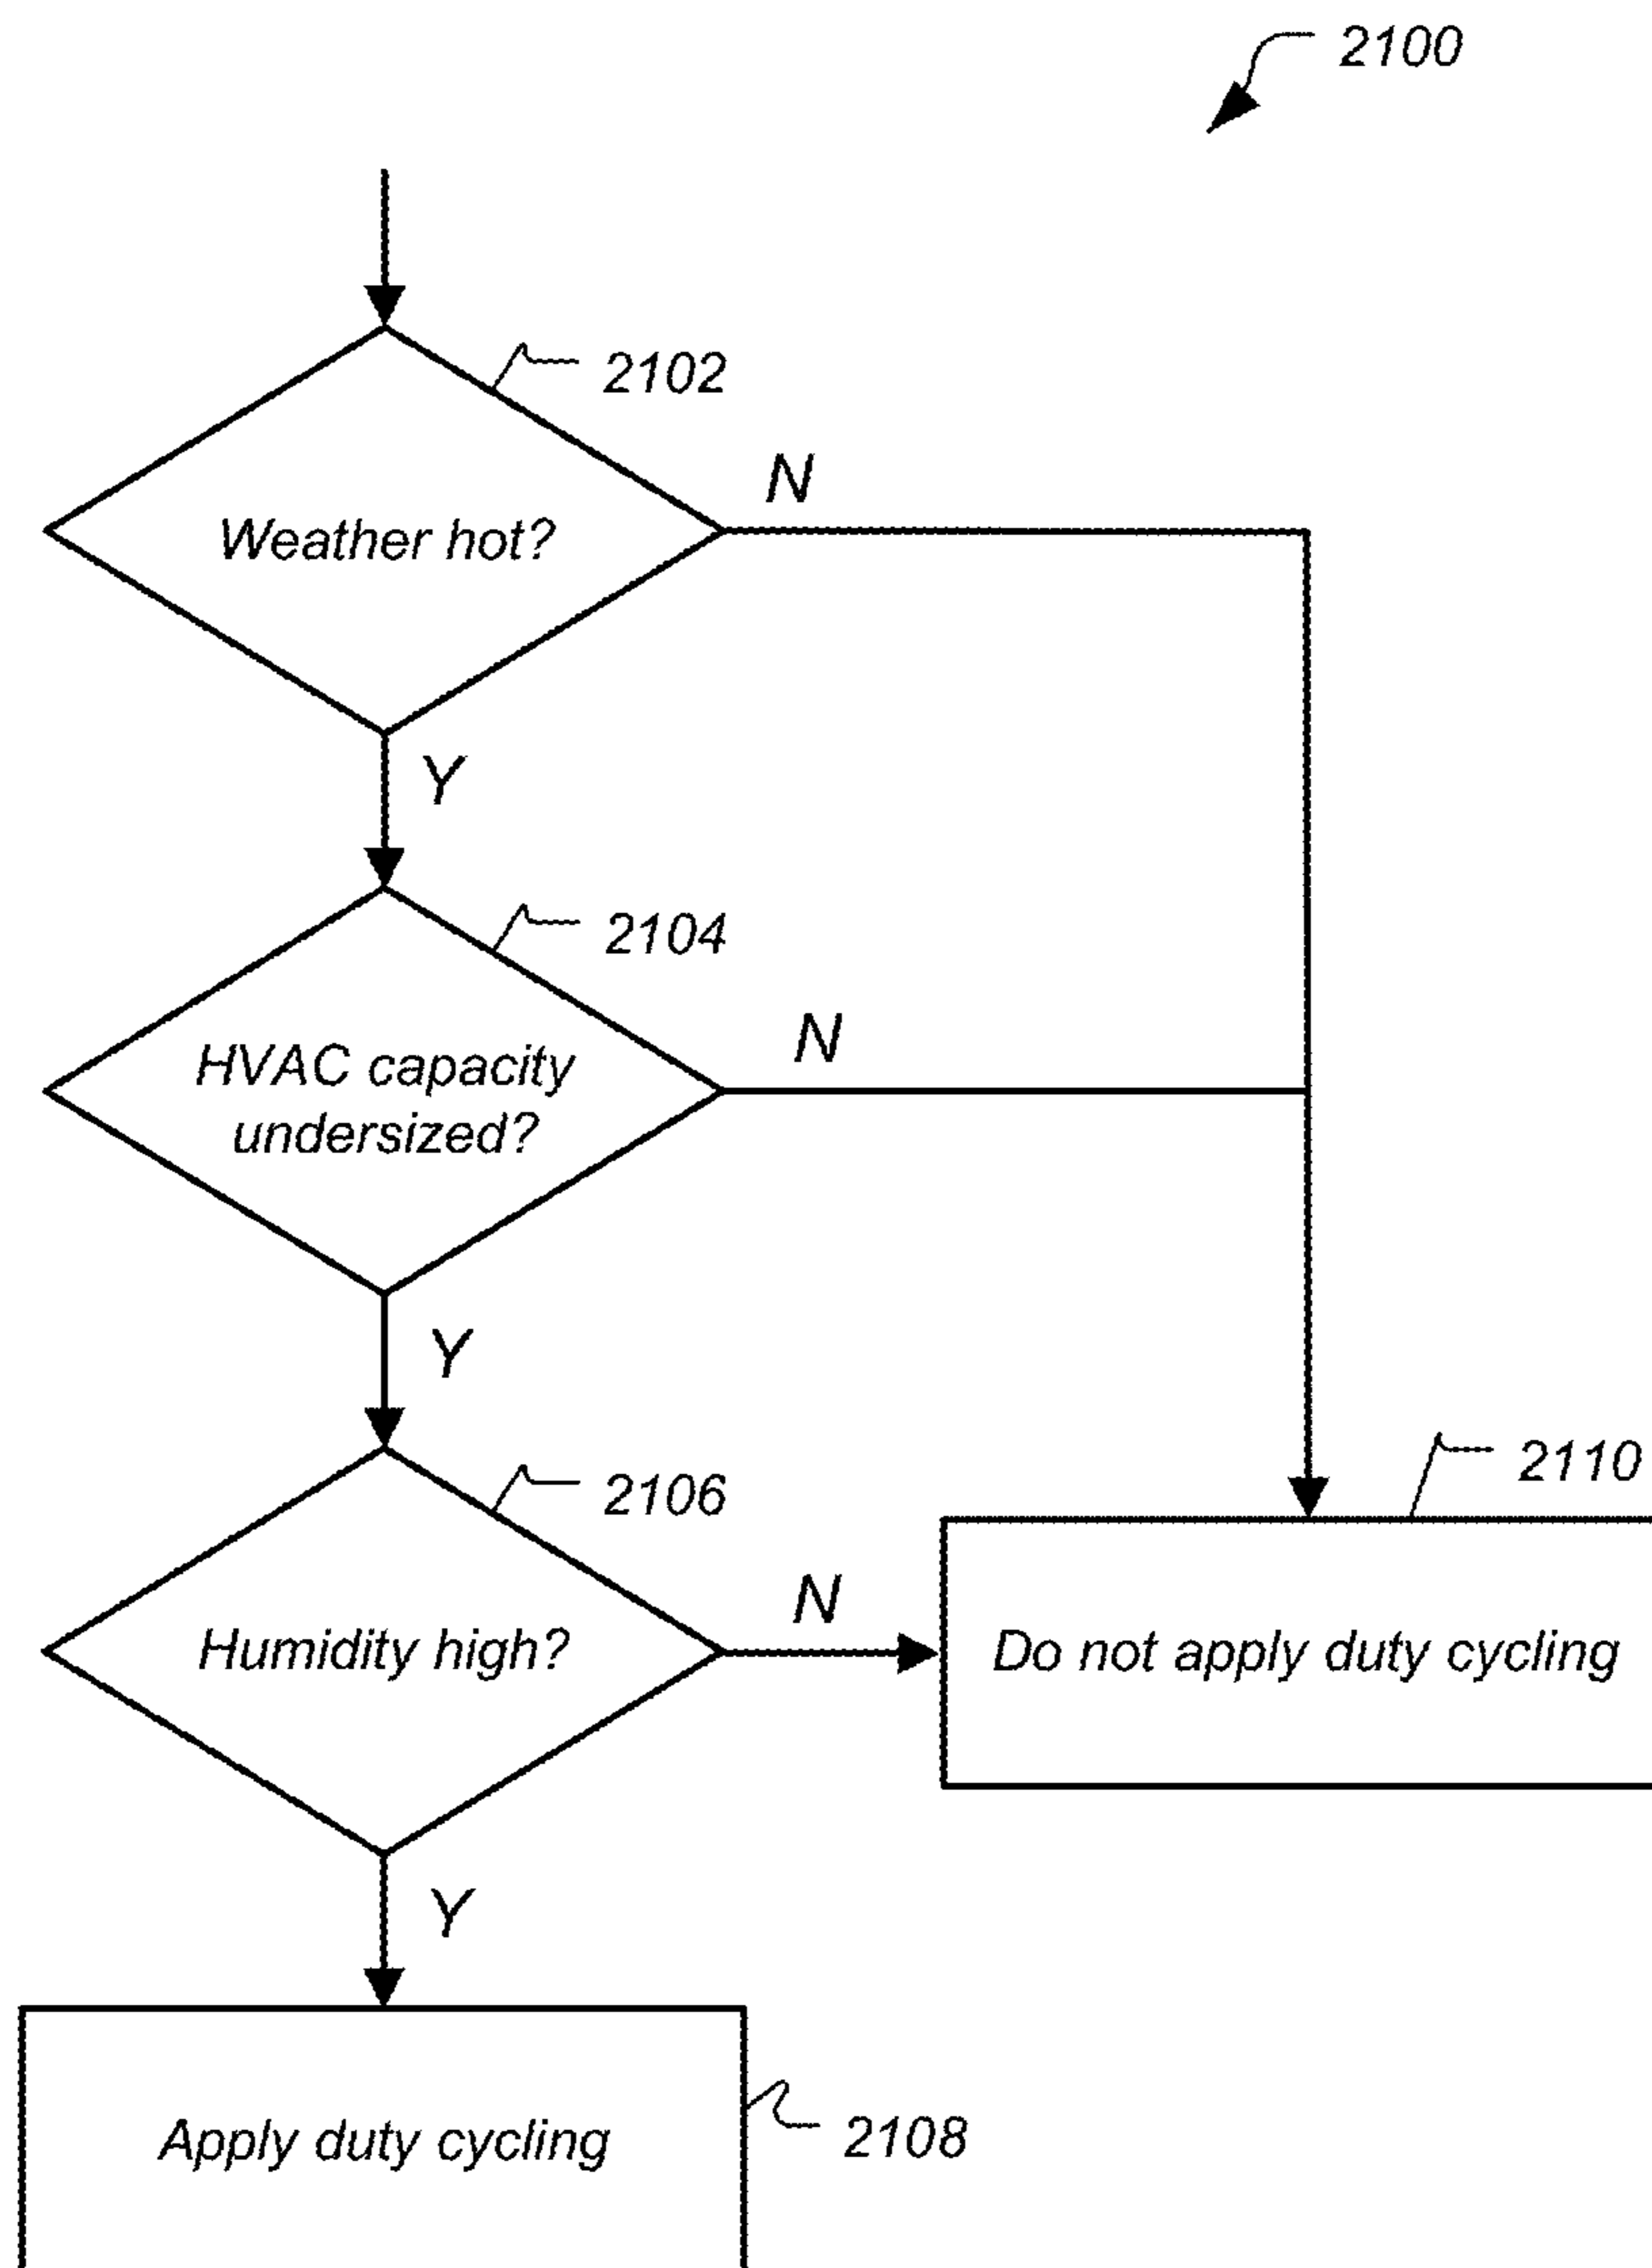 2100
2102
Weather hot?
N
Y
2104
HVAC capacity
undersized?
N
Y
2106
2110
Humidity high?
N
Do not apply duty cycling
Y
Apply duty cycling
2108